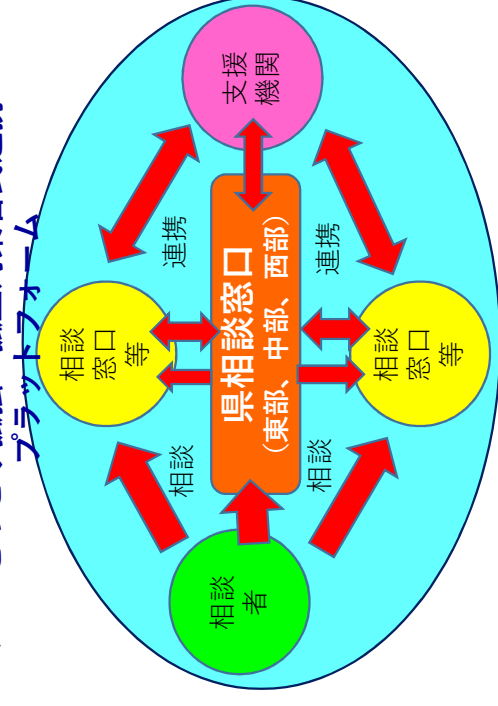 プラットフォーム
相談
窓口
等
支援
機関
連携
県相談窓口
(東部、中部、西部)
連携
相談
者
相談
相談
相談
窓口
等